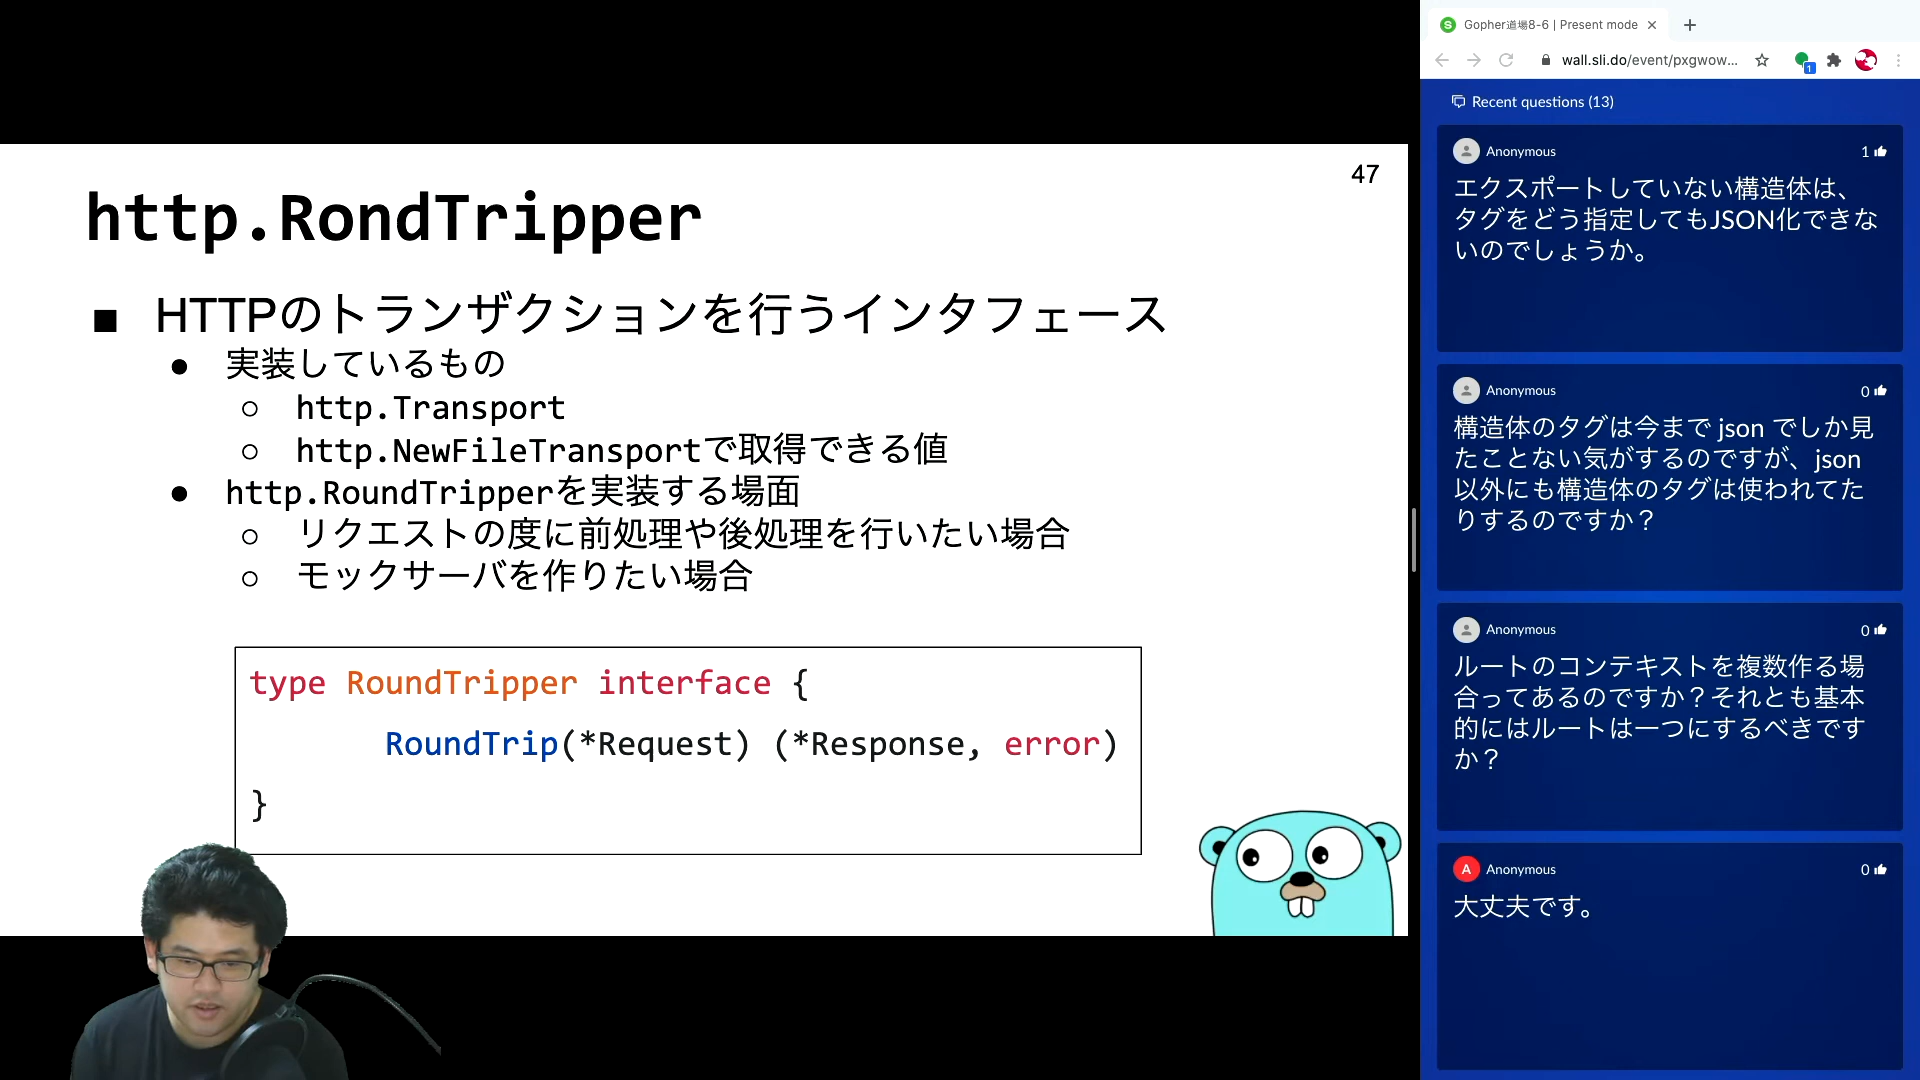 47
http.RondTripper
■ HTTPのトランザクションを行うインタフェース
● 実装しているもの
○ http.Transport
○ http.NewFileTransportで取得できる値
● http.RoundTripperを実装する場面
○ リクエストの度に前処理や後処理を行いたい場合
○ モックサーバを作りたい場合
type RoundTripper interface {
RoundTrip(*Request) (*Response, error)
}
Gopher道場8-6 | Present mode
wall.sli.do/event/pxgwow...
1
Recent questions (13)
Anonymous
1
エクスポートしていない構造体は、
タグをどう指定してもJSON化できな
いのでしょうか。
Anonymous
0
構造体のタグは今まで json でしか見
たことない気がするのですが、json
以外にも構造体のタグは使われてた
りするのですか？
Anonymous
0
ルートのコンテキストを複数作る場
合ってあるのですか？それとも基本
的にはルートは一つにするべきです
か？
A Anonymous
0
大丈夫です。